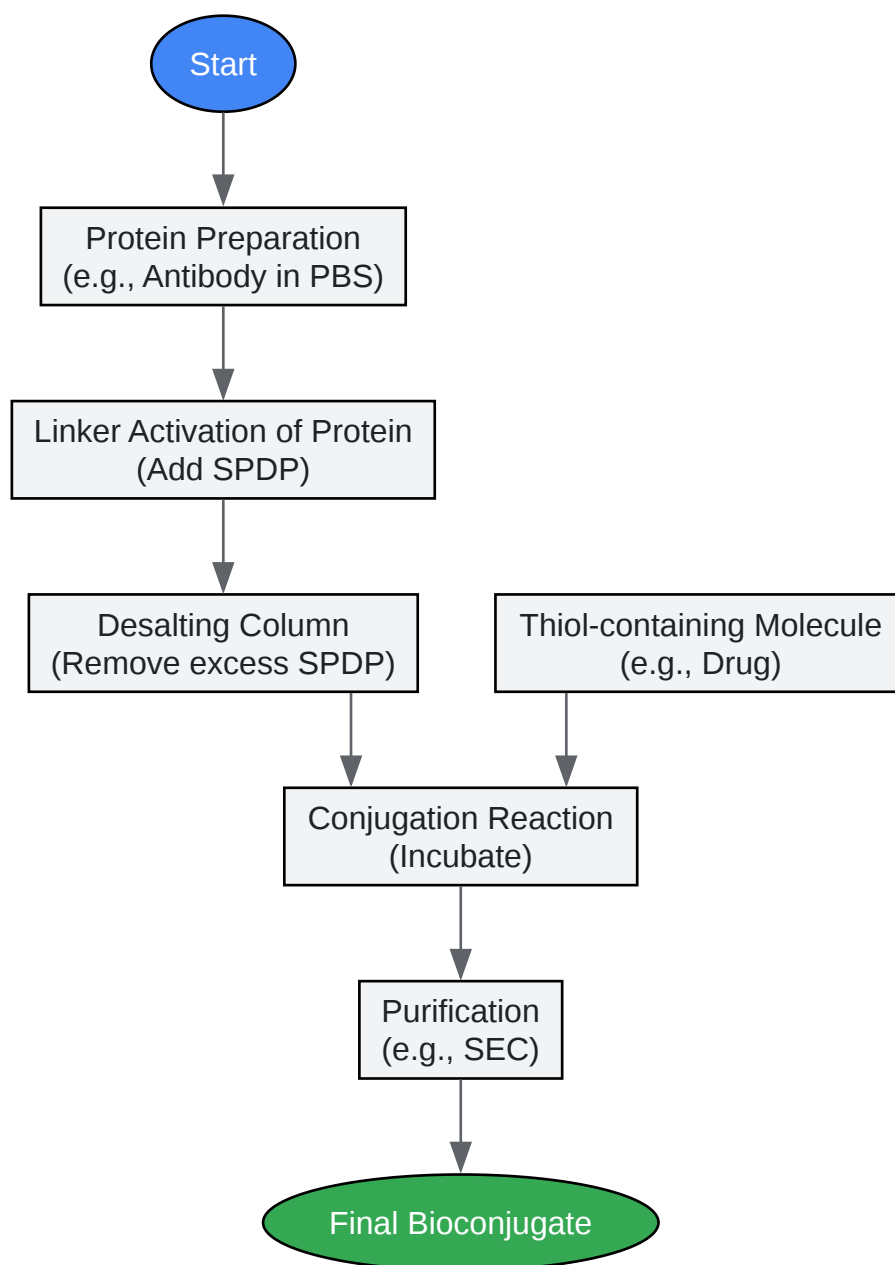 Start
Protein Preparation
(e.g., Antibody in PBS)
Linker Activation of Protein
(Add SPDP)
Desalting Column
(Remove excess SPDP)
Thiol-containing Molecule
(e.g., Drug)
Conjugation Reaction
(Incubate)
Purification
(e.g., SEC)
Final Bioconjugate